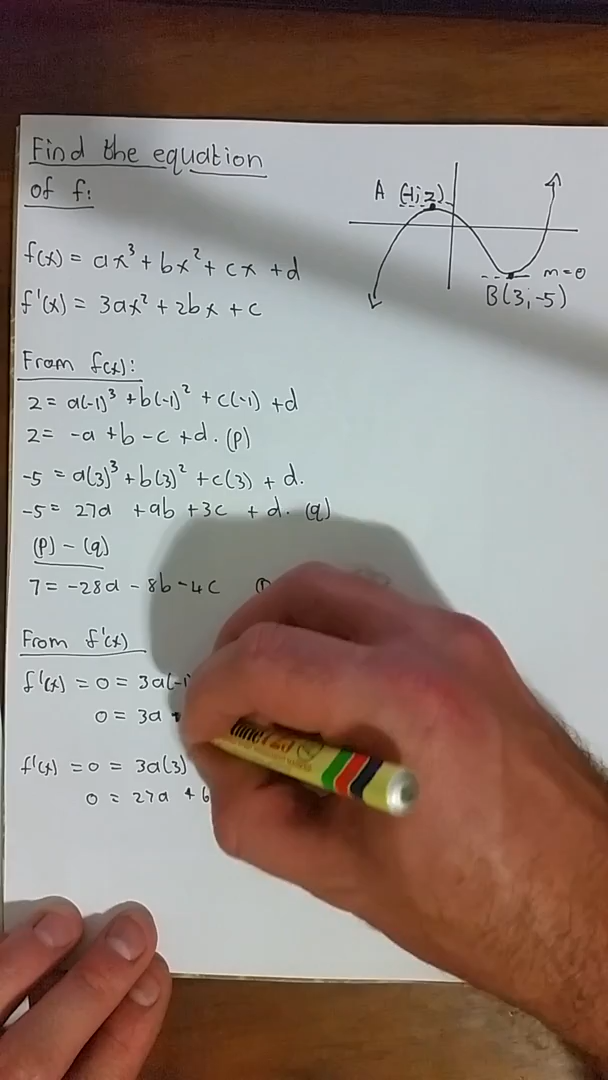 Find the equation
of f:
A (-1;2)
m=0
B(3;-5)
f(x) = ax³ + bx² + cx + d
f'(x) = 3ax² + 2bx + c
From f(x):
2 = a(-1)³ + b(-1)² + c(-1) + d
2 = -a + b - c + d. (p)
-5 = a(3)³ + b(3)² + c(3) + d.
-5 = 27a + 9b + 3c + d. (q)
(p) - (q)
7 = -28a - 8b - 4c
From f'(x)
f'(x) = 0 = 3a(-1
0 = 3a
f'(x) = 0 = 3a(3)
0 = 27a + 6